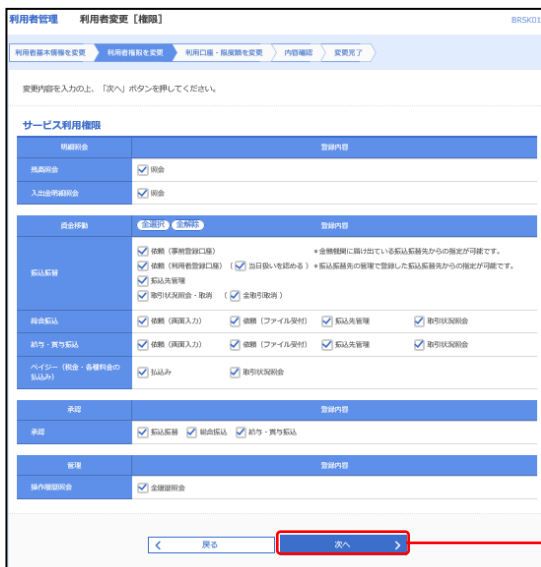 利用者管理 利用者変更［権限］ BRSK01
利用者基本情報を変更 利用者権限を変更 利用口座・限度額を変更 内容確認 変更完了
変更内容を入力の上、「次へ」ボタンを押してください。
サービス利用権限
明細照会 登録内容
残高照会 照会
入出金明細照会 照会
資金移動 全選択 全解除 登録内容
振込振替
依頼（事前登録口座） *金融機関に届け出ている振込振替先からの指定が可能です。
依頼（利用者登録口座）（ 当日扱いを認める ） *振込振替先の管理で登録した振込振替先からの指定が可能です。
振込先管理
取引状況照会・取消 （ 全取引取消 ）
総合振込 依頼（画面入力） 依頼（ファイル受付） 振込先管理 取引状況照会
給与・賞与振込 依頼（画面入力） 依頼（ファイル受付） 振込先管理 取引状況照会
ペイジー（税金・各種料金の
払込み） 払込み 取引状況照会
承認 登録内容
承認 振込振替 総合振込 給与・賞与振込
管理 登録内容
操作履歴照会 全履歴照会
戻る 次へ